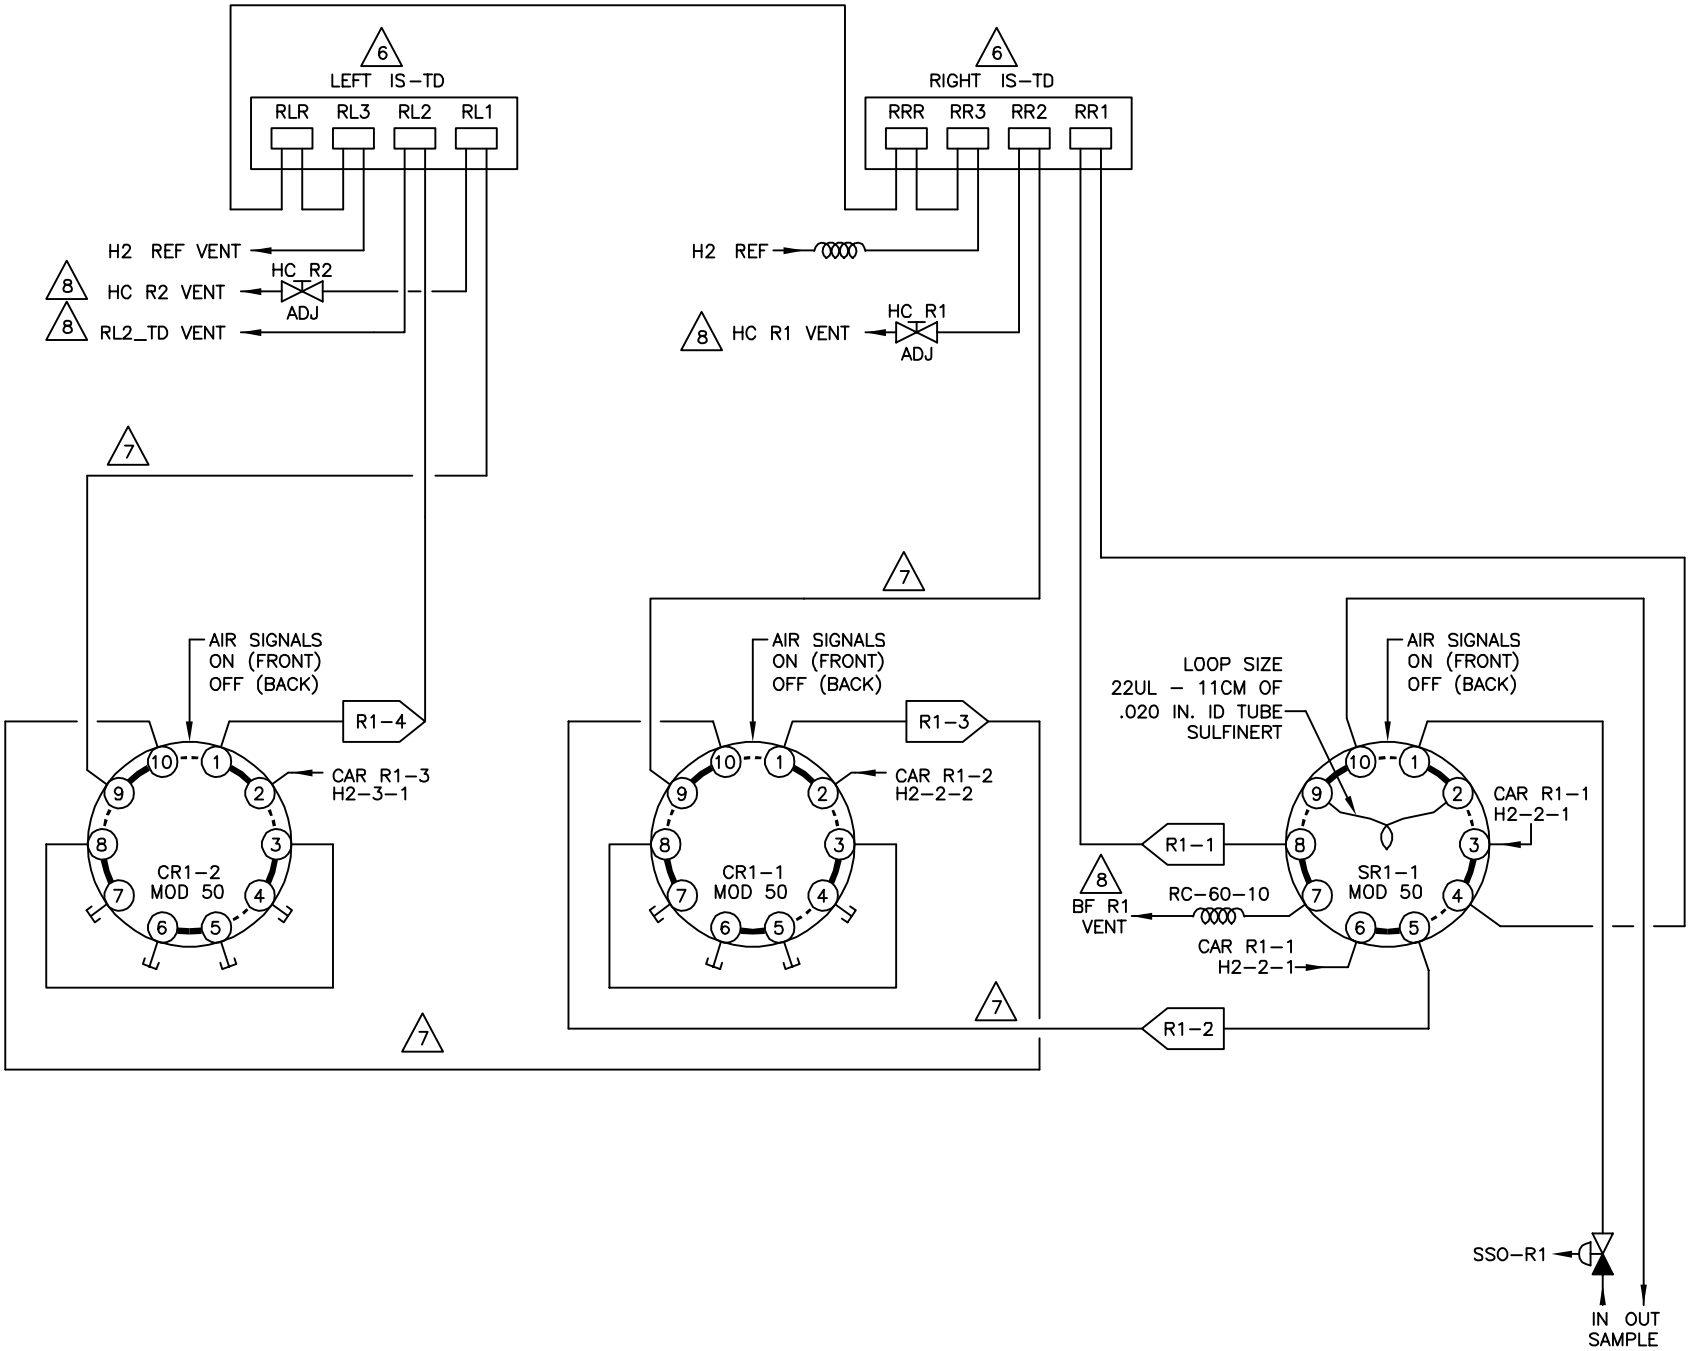 6
LEFT IS-TD
RLR RL3 RL2 RL1
6
RIGHT IS-TD
RRR RR3 RR2 RR1
H2 REF VENT
8
HC R2 VENT
HC R2
ADJ
8
RL2_TD VENT
H2 REF
8
HC R1 VENT
HC R1
ADJ
7
7
AIR SIGNALS
ON (FRONT)
OFF (BACK)
R1-4
10
1
9
2
8
3
7
4
6
5
CR1-2
MOD 50
CAR R1-3
H2-3-1
AIR SIGNALS
ON (FRONT)
OFF (BACK)
R1-3
10
1
9
2
8
3
7
4
6
5
CR1-1
MOD 50
CAR R1-2
H2-2-2
LOOP SIZE
22UL - 11CM OF
.020 IN. ID TUBE
SULFINERT
AIR SIGNALS
ON (FRONT)
OFF (BACK)
10
1
9
2
8
3
7
4
6
5
SR1-1
MOD 50
CAR R1-1
H2-2-1
R1-1
8
BF R1
VENT
RC-60-10
CAR R1-1
H2-2-1
7
R1-2
7
SSO-R1
IN OUT
SAMPLE